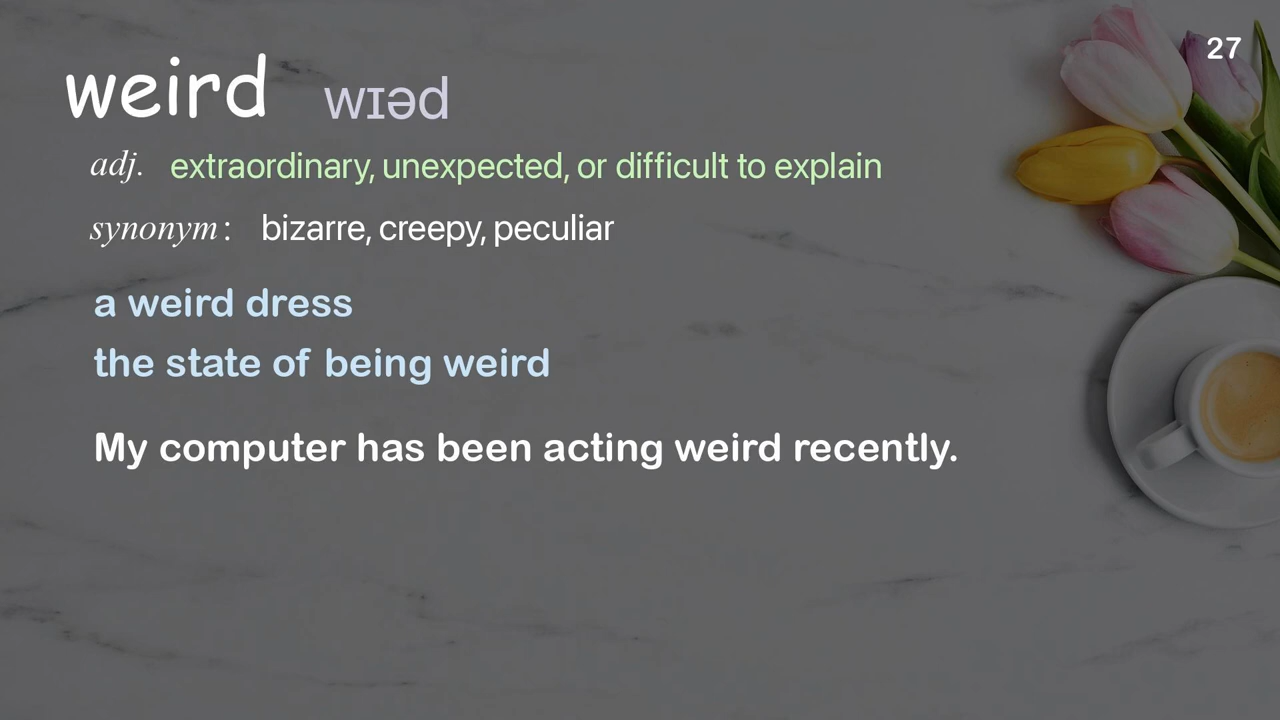 27
weird wɪəd
adj. extraordinary, unexpected, or difficult to explain
synonym: bizarre, creepy, peculiar
a weird dress
the state of being weird
My computer has been acting weird recently.